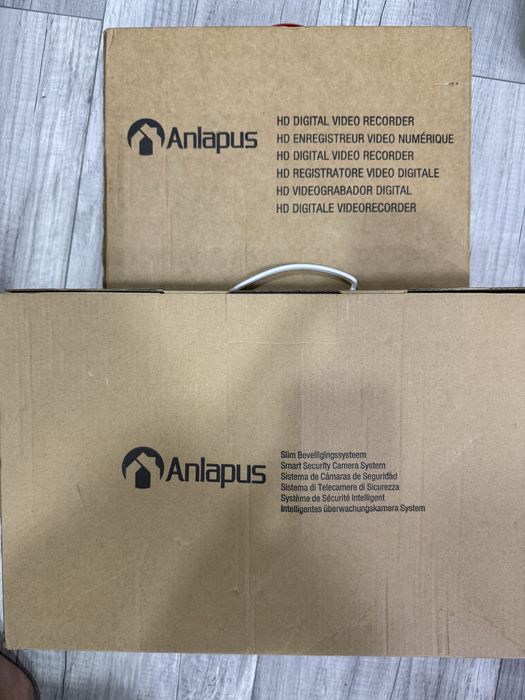 Anlapus
HD DIGITAL VIDEO RECORDER
HD ENREGISTREUR VIDEO NUMÉRIQUE
HD DIGITAL VIDEO RECORDER
HD REGISTRATORE VIDEO DIGITALE
HD VIDEOGRABADOR DIGITAL
HD DIGITALE VIDEORECORDER
Anlapus
Slim Beveiligingssysteem
Smart Security Camera System
Sistema de Cámaras de Seguridad
Sistema di Telecamere di Sicurezza
Système de Sécurité Intelligent
Intelligentes überwachungskamera System